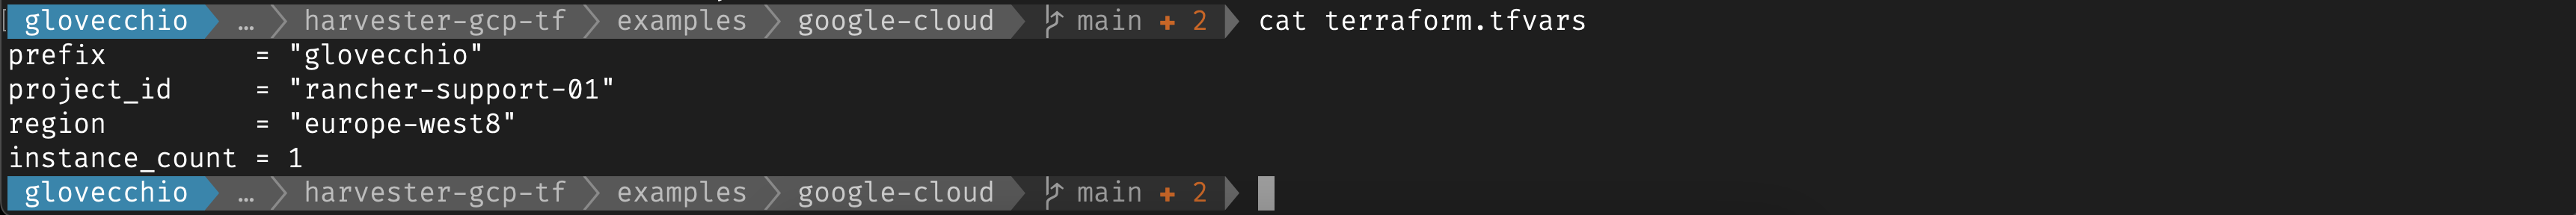 glovecchio … harvester-gcp-tf examples google-cloud main + 2 cat terraform.tfvars
prefix         = "glovecchio"
project_id     = "rancher-support-01"
region         = "europe-west8"
instance_count = 1
glovecchio … harvester-gcp-tf examples google-cloud main + 2